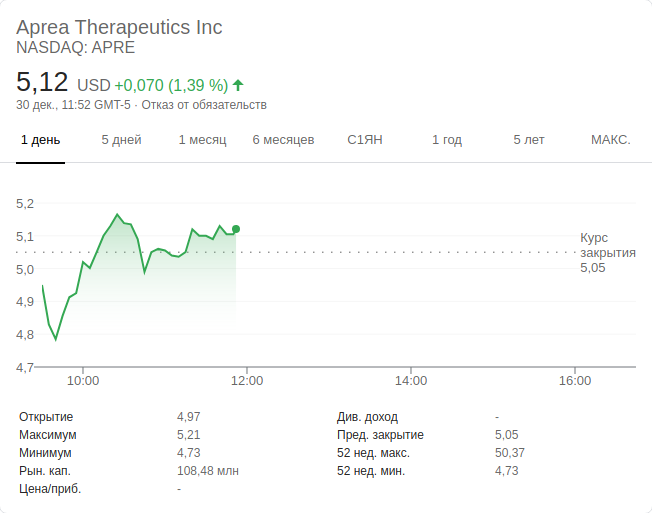 Aprea Therapeutics Inc
NASDAQ: APRE
5,12 USD +0,070 (1,39 %)
30 дек., 11:52 GMT-5 · Отказ от обязательств
1 день 5 дней 1 месяц 6 месяцев С1ЯН 1 год 5 лет МАКС.
5,2
5,1
5,0
4,9
4,8
4,7
Курс
закрытия
5,05
10:00 12:00 14:00 16:00
Открытие 4,97 Див. доход -
Максимум 5,21 Пред. закрытие 5,05
Минимум 4,73 52 нед. макс. 50,37
Рын. кап. 108,48 млн 52 нед. мин. 4,73
Цена/приб. -